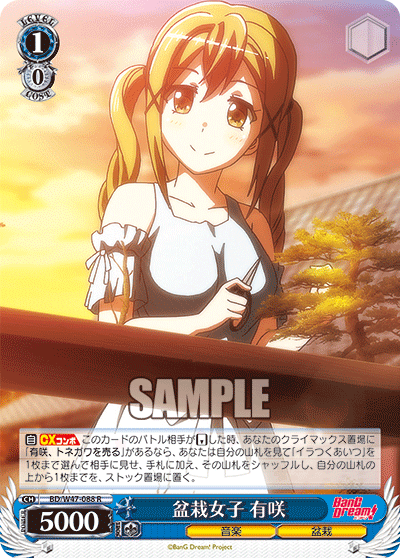 LEVEL
1
0
COST
SAMPLE
CXコンボ このカードのバトル相手が した時、あなたのクライマックス置場に
「有咲、トネガワを売る」があるなら、あなたは自分の山札を見て「イラつくあいつ」を
1枚まで選んで相手に見せ、手札に加え、その山札をシャッフルし、自分の山札の
上から1枚までを、ストック置場に置く。
CH BD/W47-088 R
5000
盆栽女子 有咲
BanG Dream!
音楽 盆栽
©BanG Dream! Project